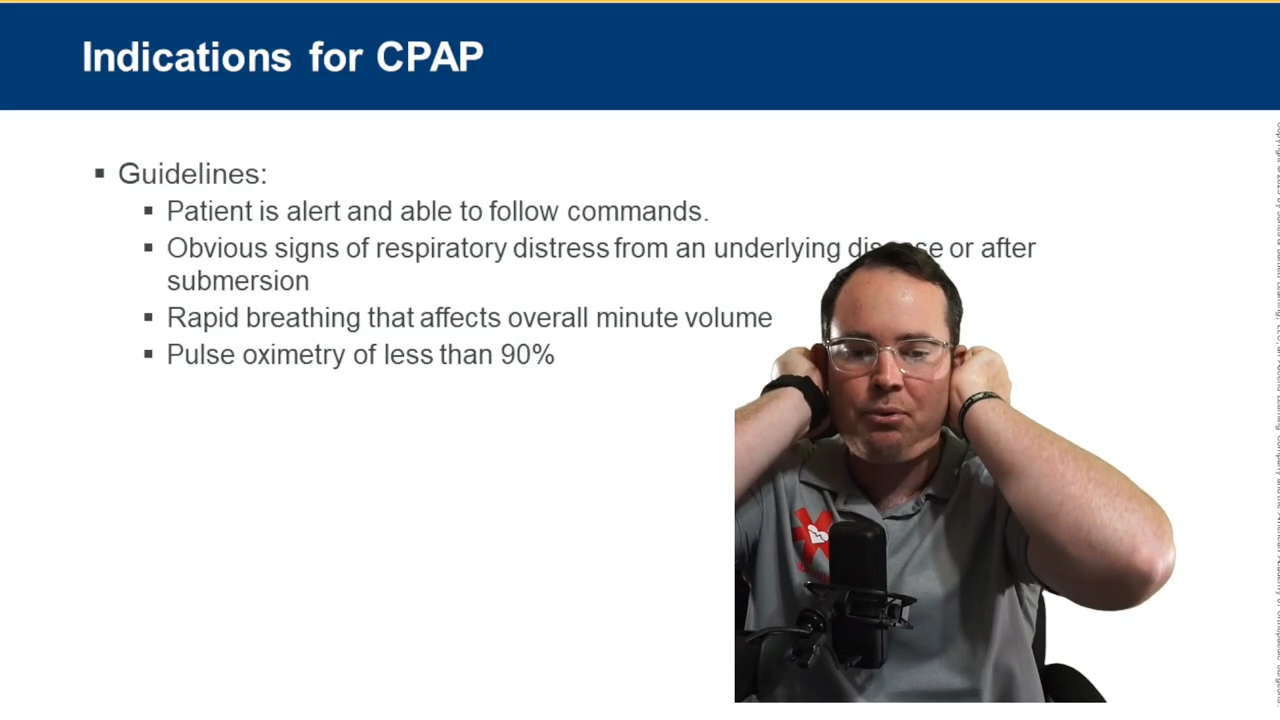 Indications for CPAP
▪ Guidelines:
▪ Patient is alert and able to follow commands.
▪ Obvious signs of respiratory distress from an underlying or after
submersion
▪ Rapid breathing that affects overall minute volume
▪ Pulse oximetry of less than 90%